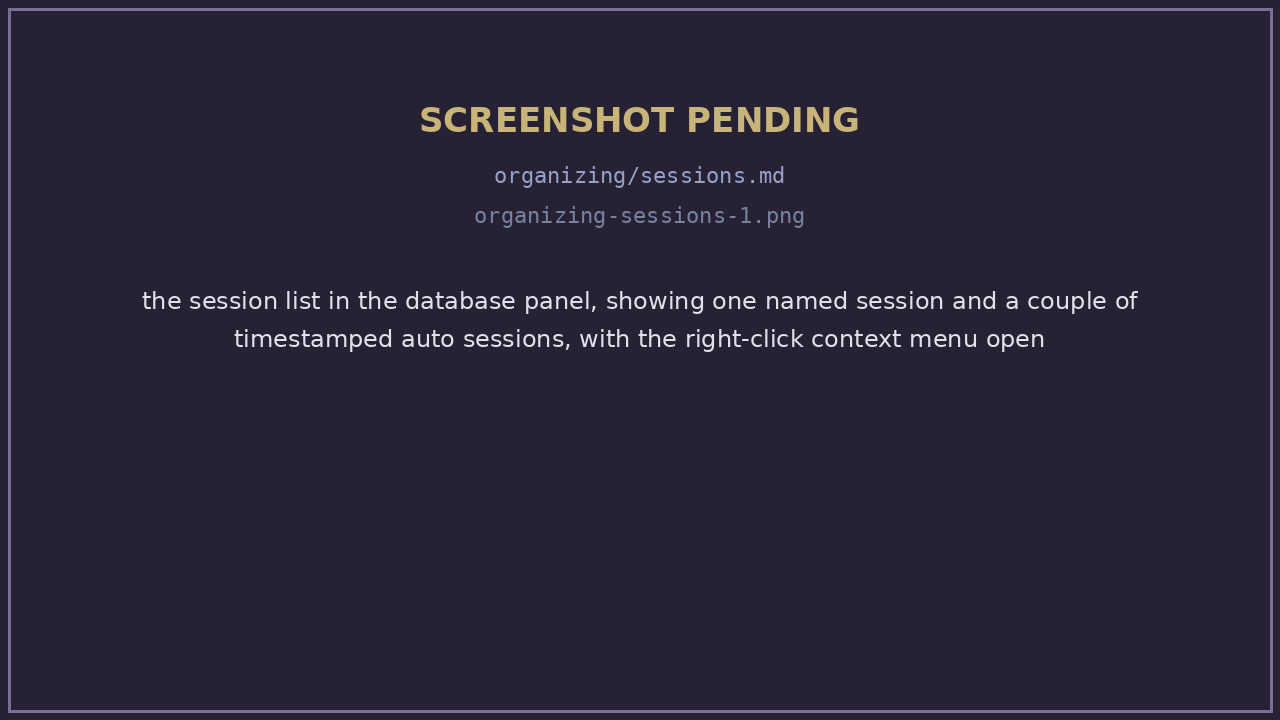 SCREENSHOT PENDING
organizing/sessions.md
organizing-sessions-1.png
the session list in the database panel, showing one named session and a couple of
timestamped auto sessions, with the right-click context menu open